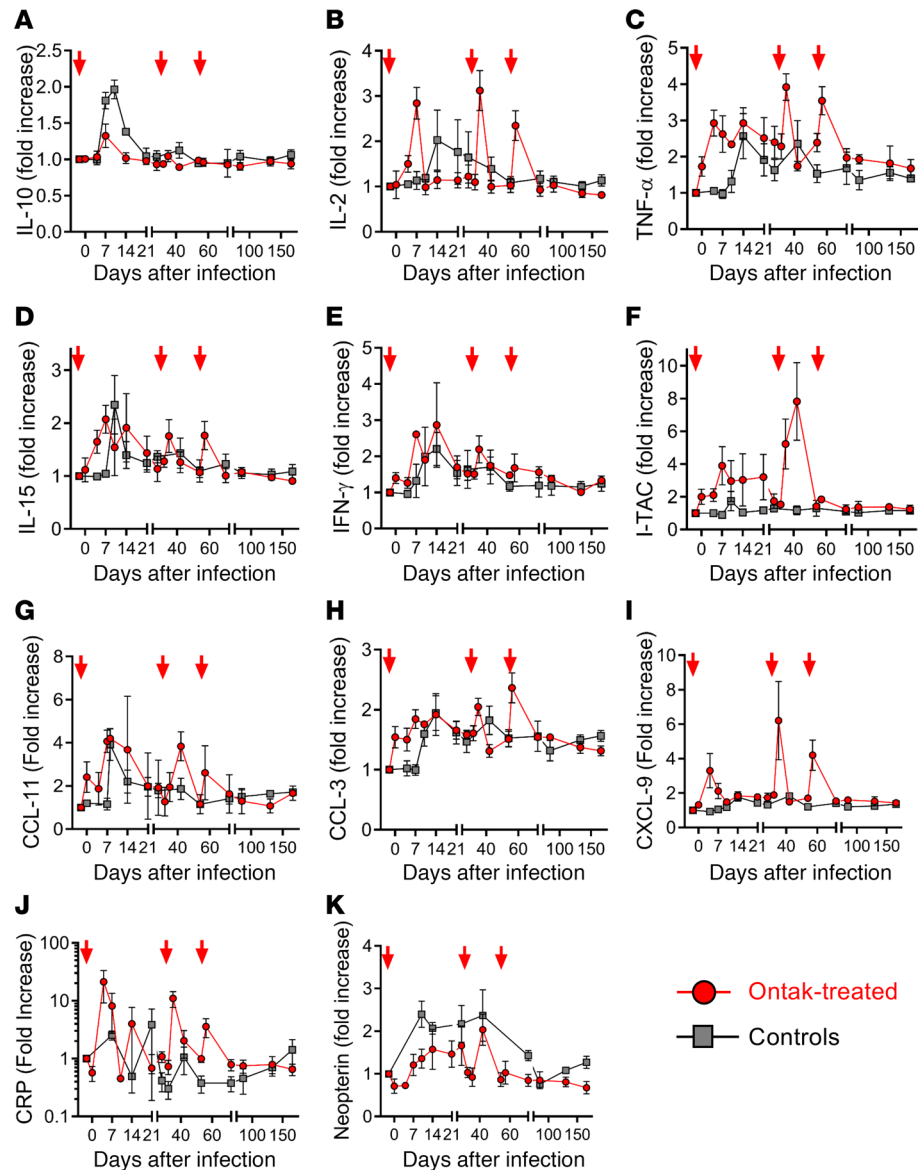 A
IL-10 (fold increase)
2.5
2.0
1.5
1.0
0.5
0.0
0 7 14 21 40 60 100 150
Days after infection
B
IL-2 (fold increase)
4
3
2
1
0
0 7 14 21 40 60 100 150
Days after infection
C
TNF-α (fold increase)
5
4
3
2
1
0
0 7 14 21 40 60 100 150
Days after infection
D
IL-15 (fold increase)
3
2
1
0
0 7 14 21 40 60 100 150
Days after infection
E
IFN-γ (fold increase)
5
4
3
2
1
0
0 7 14 21 40 60 100 150
Days after infection
F
I-TAC (fold increase)
10
8
6
4
2
0
0 7 14 21 40 60 100 150
Days after infection
G
CCL-11 (Fold increase)
8
6
4
2
0
0 7 14 21 40 60 100 150
Days after infection
H
CCL-3 (fold increase)
3
2
1
0
0 7 14 21 40 60 100 150
Days after infection
I
CXCL-9 (Fold increase)
10
8
6
4
2
0
0 7 14 21 40 60 100 150
Days after infection
J
CRP (Fold Increase)
100
10
1
0.1
0 7 14 21 40 60 100 150
Days after infection
K
Neopterin (fold increase)
4
3
2
1
0
0 7 14 21 40 60 100 150
Days after infection
Ontak-treated
Controls